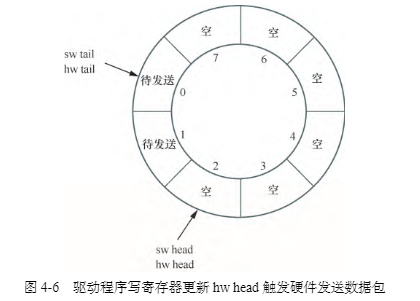 空
空
7
6
sw tail
hw tail
待发送
空
0
5
待发送
1
4
空
2
3
空
空
sw head
hw head
图 4-6 驱动程序写寄存器更新 hw head 触发硬件发送数据包